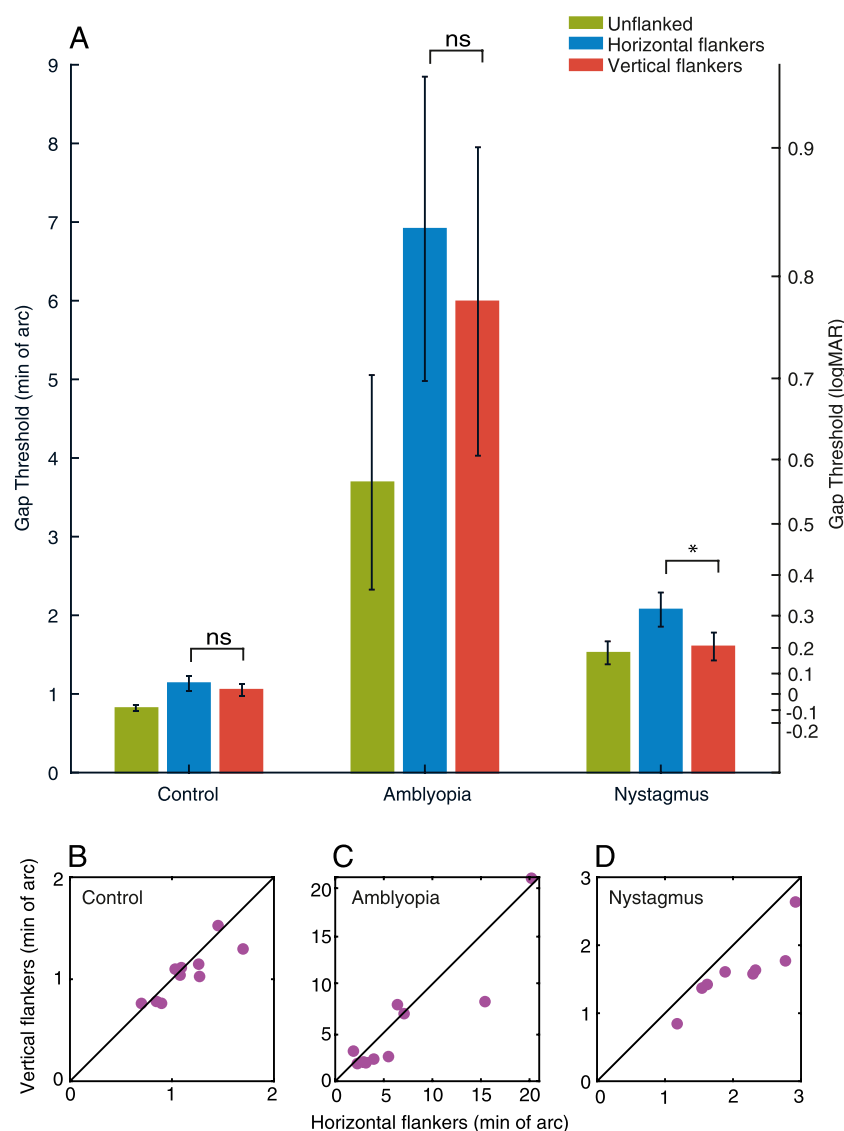 A
Unflanked
Horizontal flankers
Vertical flankers
ns
9
8
7
6
5
4
3
2
1
0
Gap Threshold (min of arc)
0.9
0.8
0.7
0.6
0.5
0.4
0.3
0.2
0.1
0
-0.1
-0.2
Gap Threshold (logMAR)
ns
*
Control
Amblyopia
Nystagmus
B
Control
2
1
0
0
1
2
Vertical flankers (min of arc)
C
Amblyopia
20
15
10
5
0
0
5
10
15
20
Horizontal flankers (min of arc)
D
Nystagmus
3
2
1
0
0
1
2
3